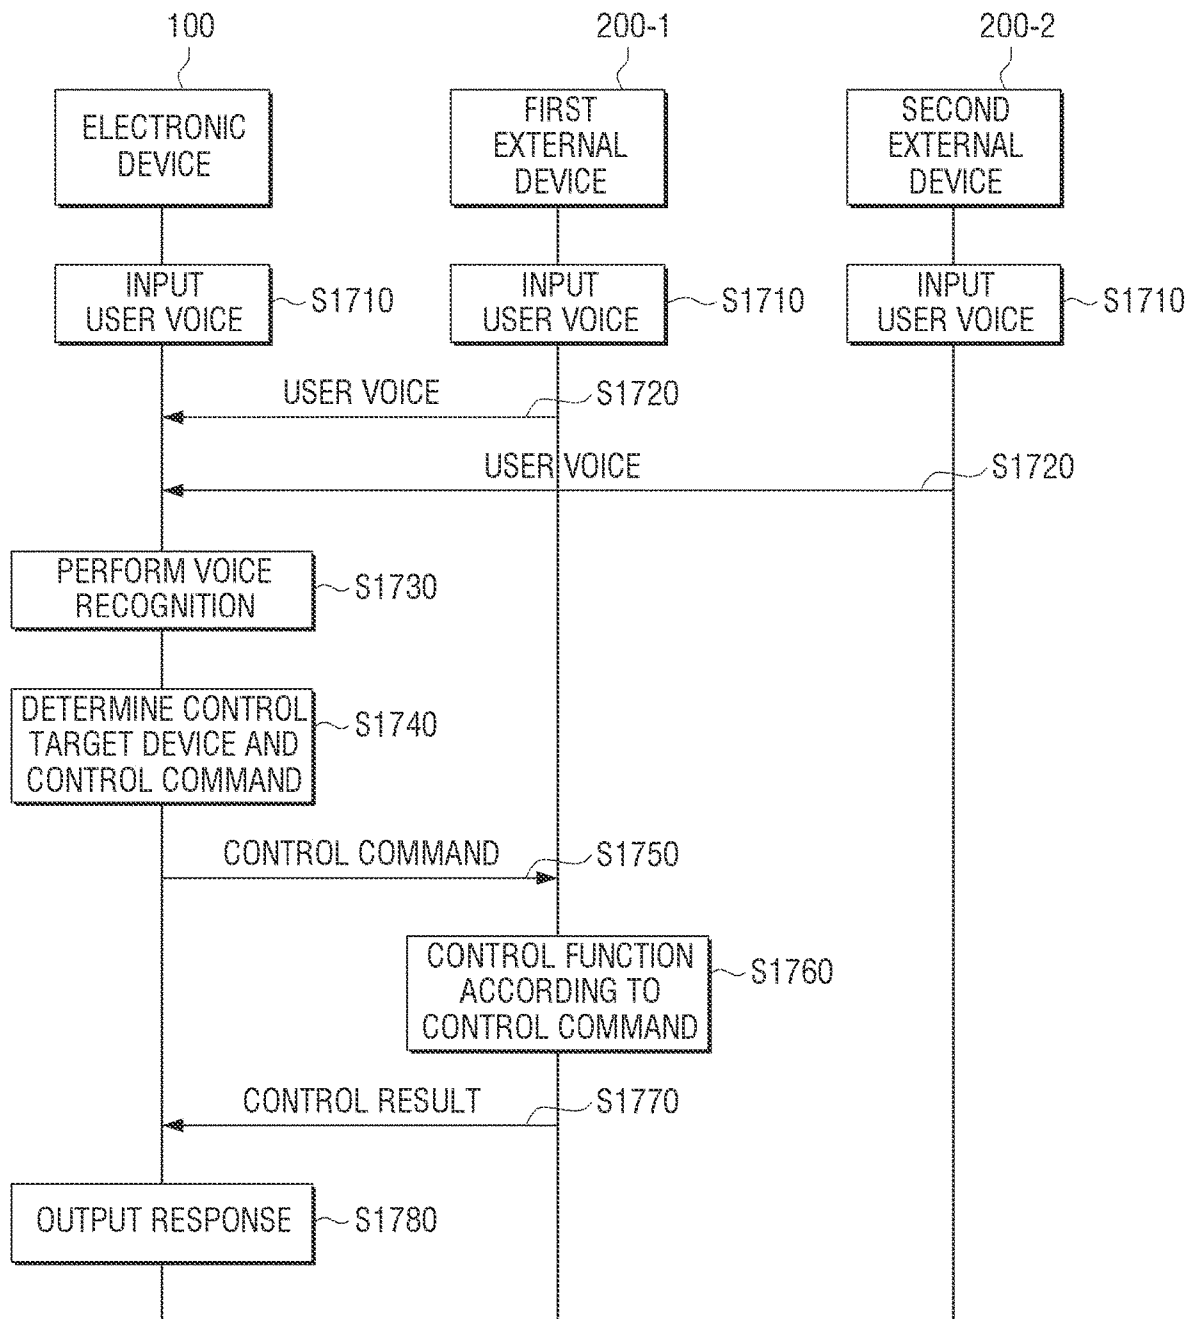 100
200-1
200-2
ELECTRONIC
DEVICE
FIRST
EXTERNAL
DEVICE
SECOND
EXTERNAL
DEVICE
INPUT
USER VOICE
S1710
INPUT
USER VOICE
S1710
INPUT
USER VOICE
S1710
USER VOICE
S1720
USER VOICE
S1720
PERFORM VOICE
RECOGNITION
S1730
DETERMINE CONTROL
TARGET DEVICE AND
CONTROL COMMAND
S1740
CONTROL COMMAND
S1750
CONTROL FUNCTION
ACCORDING TO
CONTROL COMMAND
S1760
CONTROL RESULT
S1770
OUTPUT RESPONSE
S1780